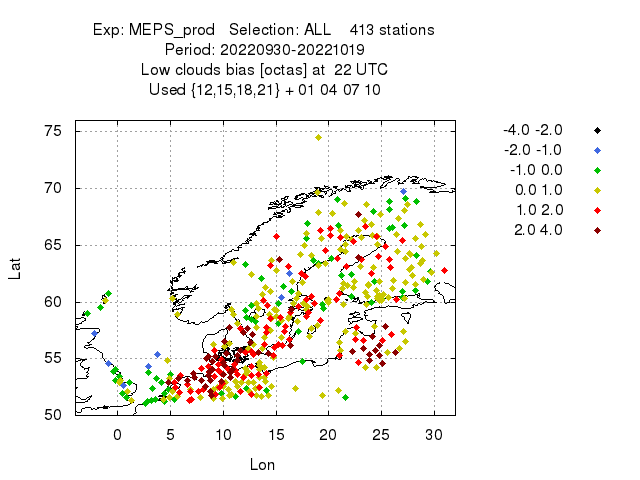 Exp: MEPS_prod   Selection: ALL    413 stations
Period: 20220930-20221019
Low clouds bias [octas] at  22 UTC
Used {12,15,18,21} + 01 04 07 10
-4.0 -2.0
-2.0 -1.0
-1.0 0.0
0.0 1.0
1.0 2.0
2.0 4.0
75
70
65
60
55
50
Lat
0 5 10 15 20 25 30
Lon